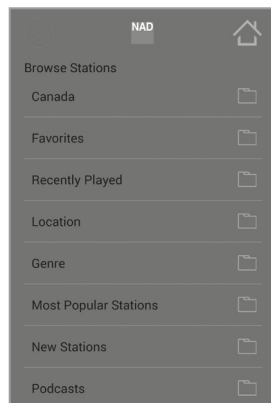 NAD
Browse Stations
Canada
Favorites
Recently Played
Location
Genre
Most Popular Stations
New Stations
Podcasts